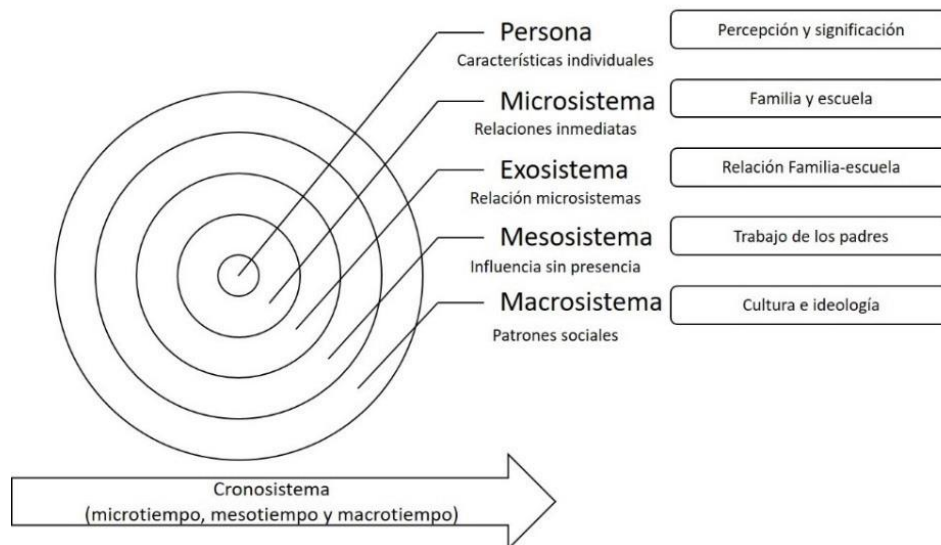 Persona
Características individuales
Percepción y significación
Microsistema
Relaciones inmediatas
Familia y escuela
Exosistema
Relación microsistemas
Relación Familia-escuela
Mesosistema
Influencia sin presencia
Trabajo de los padres
Macrosistema
Patrones sociales
Cultura e ideología
Cronosistema
(microtiempo, mesotiempo y macrotiempo)